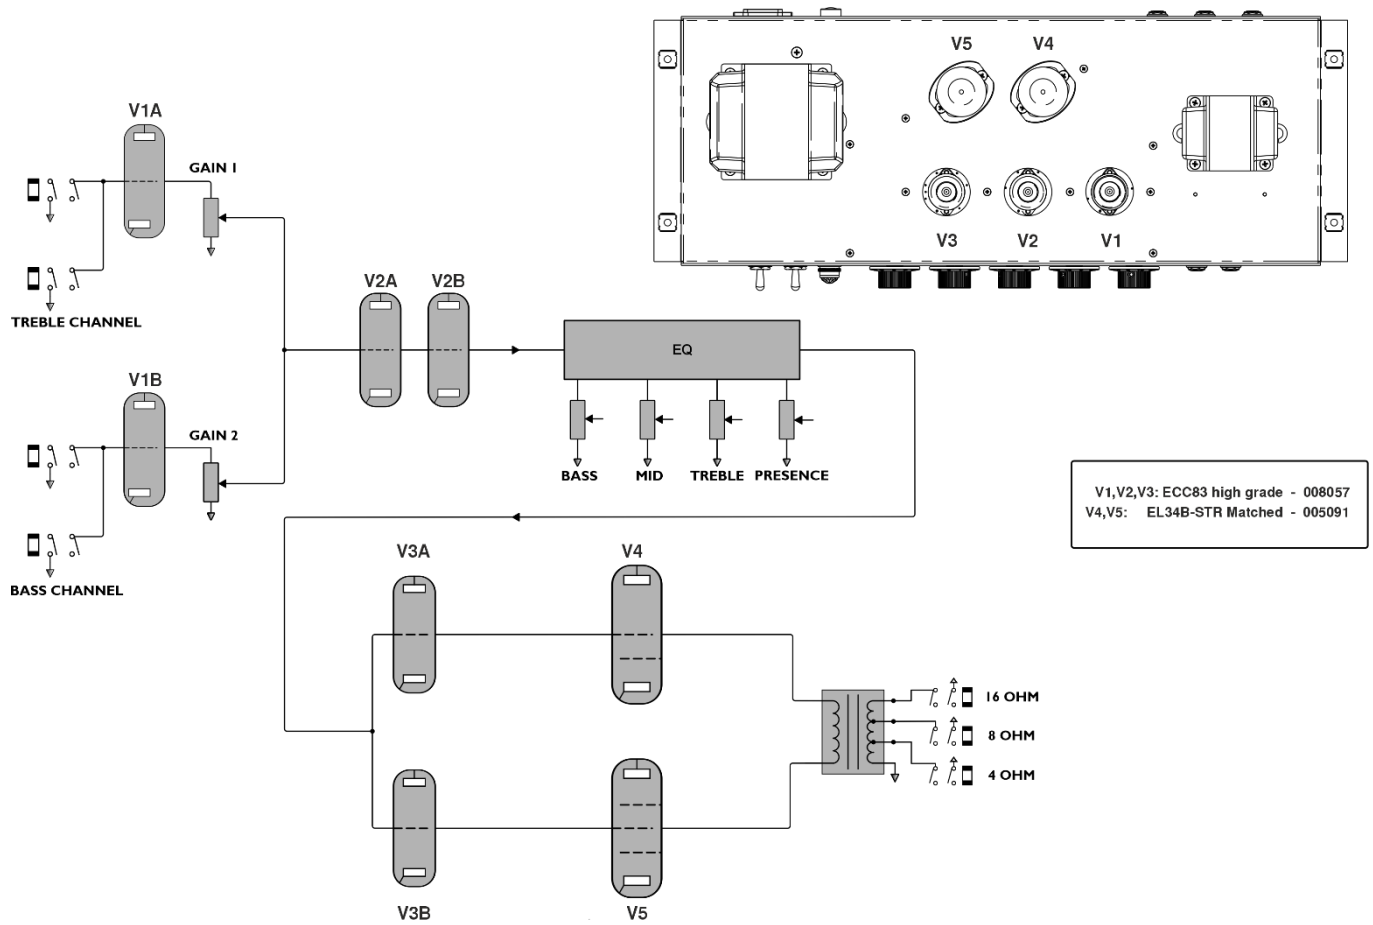 V5
V4
V3
V2
V1
V1A
GAIN 1
TREBLE CHANNEL
V1B
GAIN 2
BASS CHANNEL
V2A
V2B
EQ
BASS
MID
TREBLE
PRESENCE
V1,V2,V3: ECC83 high grade - 008057
V4,V5: EL34B-STR Matched - 005091
V3A
V4
16 OHM
8 OHM
4 OHM
V3B
V5